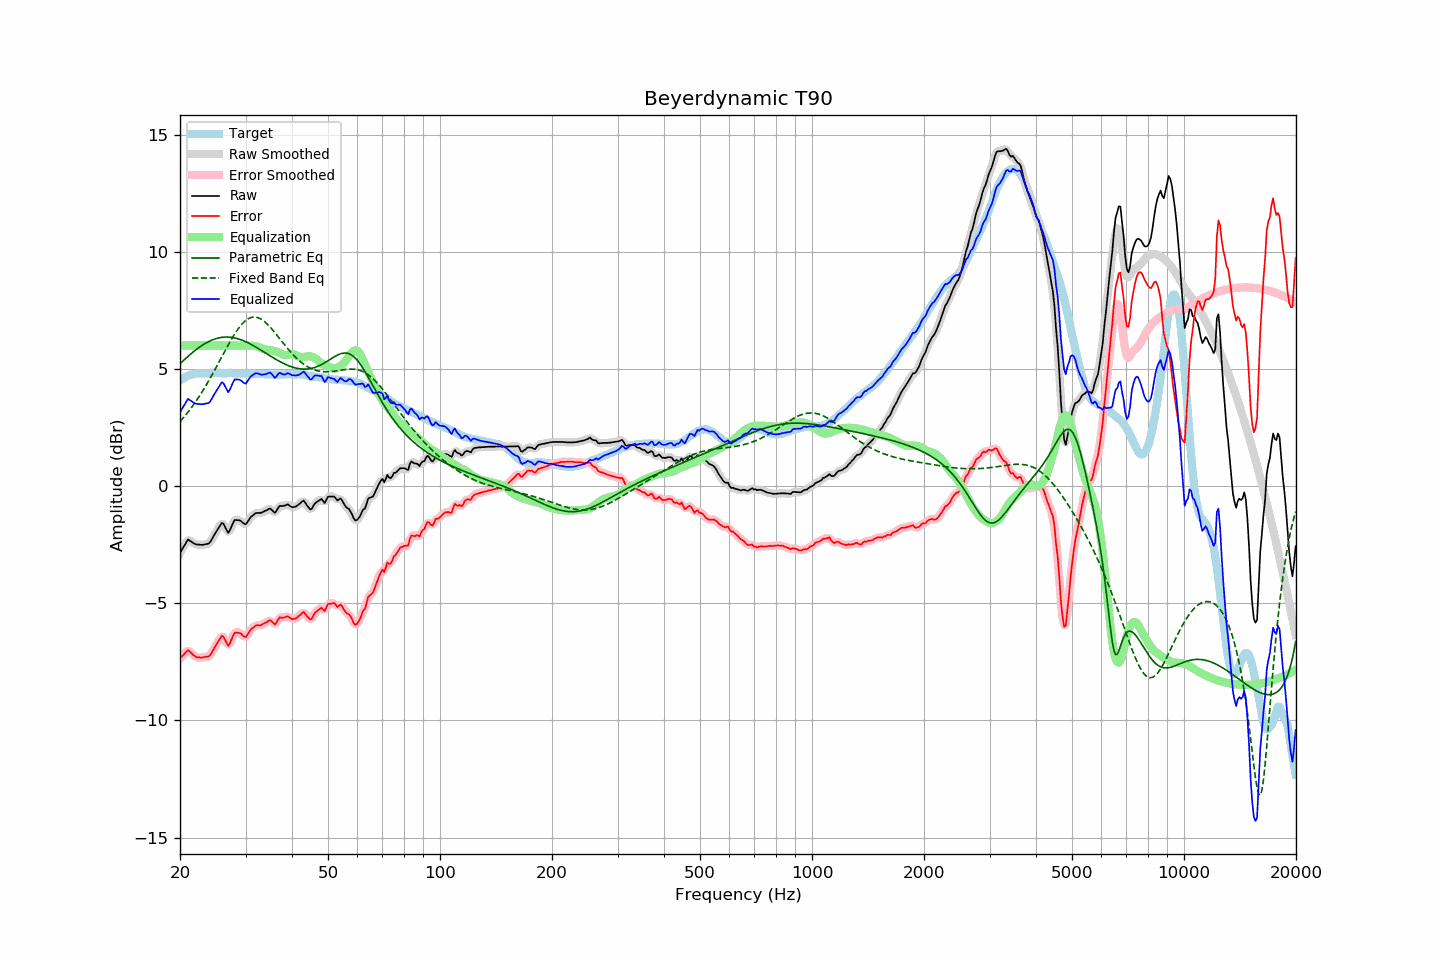 Beyerdynamic T90
Target
Raw Smoothed
Error Smoothed
Raw
Error
Equalization
Parametric Eq
Fixed Band Eq
Equalized
15
10
5
0
−5
−10
−15
Amplitude (dBr)
20
50
100
200
500
1000
2000
5000
10000
20000
Frequency (Hz)